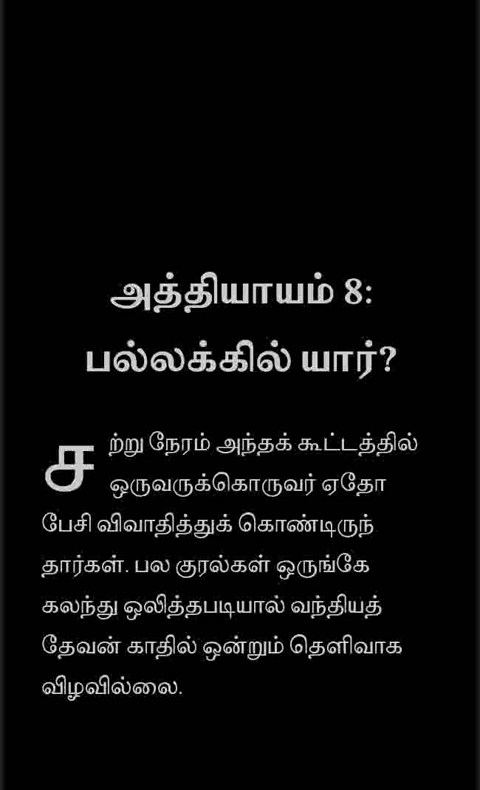 அத்தியாயம் 8:
பல்லக்கில் யார்?
சற்று நேரம் அந்தக் கூட்டத்தில்
ஒருவருக்கொருவர் ஏதோ
பேசி விவாதித்துக் கொண்டிருந்
தார்கள். பல குரல்கள் ஒருங்கே
கலந்து ஒலித்தபடியால் வந்தியத்
தேவன் காதில் ஒன்றும் தெளிவாக
விழவில்லை.